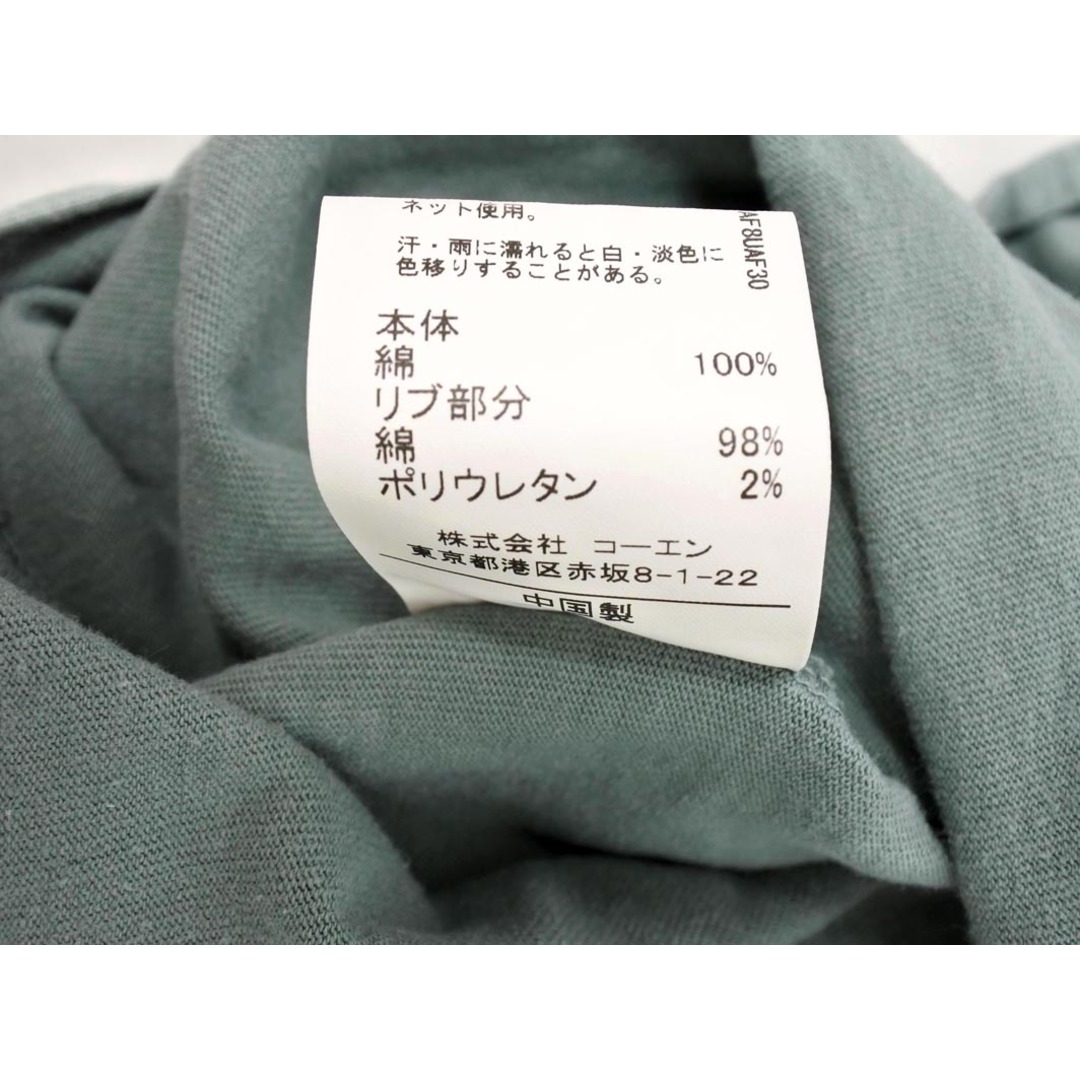 ネット使用。
汗・雨に濡れると白・淡色に
色移りすることがある。
本体
綿 100%
リブ部分
綿 98%
ポリウレタン 2%
株式会社 コーエン
東京都港区赤坂8-1-22
中国製
AF8UAF30